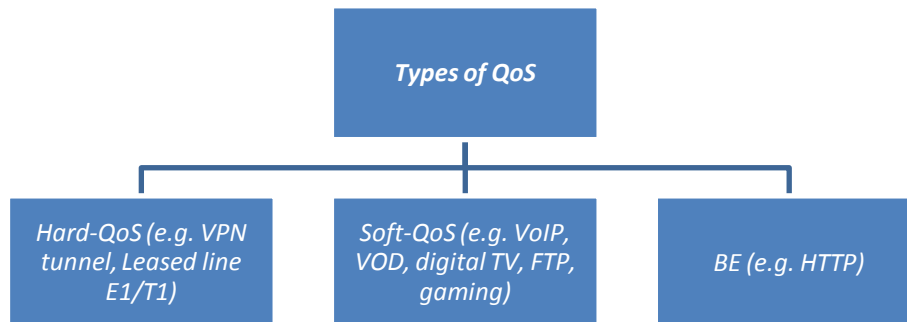 Types of QoS
Hard-QoS (e.g. VPN
tunnel, Leased line
E1/T1)
Soft-QoS (e.g. VoIP,
VOD, digital TV, FTP,
gaming)
BE (e.g. HTTP)